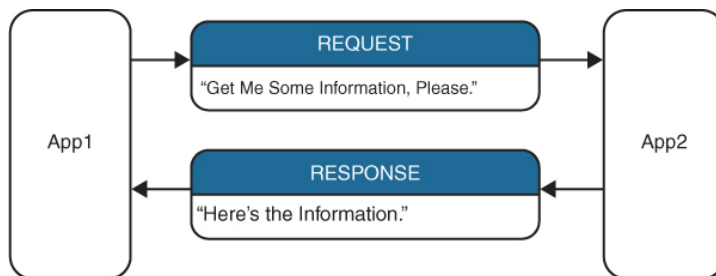 REQUEST
“Get Me Some Information, Please.”
App1
App2
RESPONSE
“Here’s the Information.”